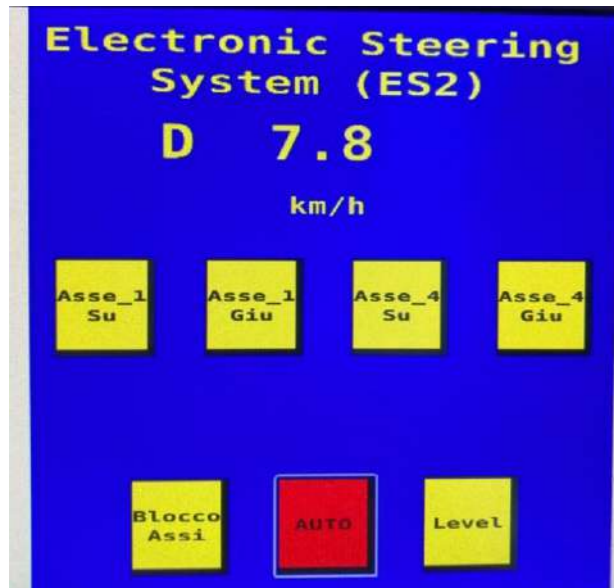 Electronic Steering
System (ES2)
D 7.8
km/h
Asse_1
Su
Asse_1
Giu
Asse_4
Su
Asse_4
Giu
Blocco
Assi
AUTO
Level